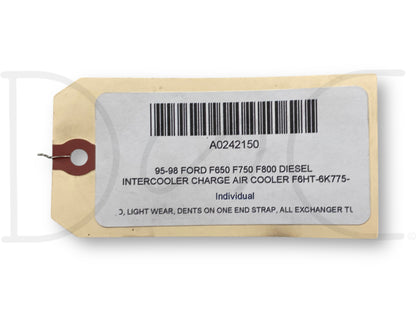 A0242150
95-98 FORD F650 F750 F800 DIESEL
INTERCOOLER CHARGE AIR COOLER F6HT-6K775-
Individual
LIGHT WEAR, DENTS ON ONE END STRAP, ALL EXCHANGER